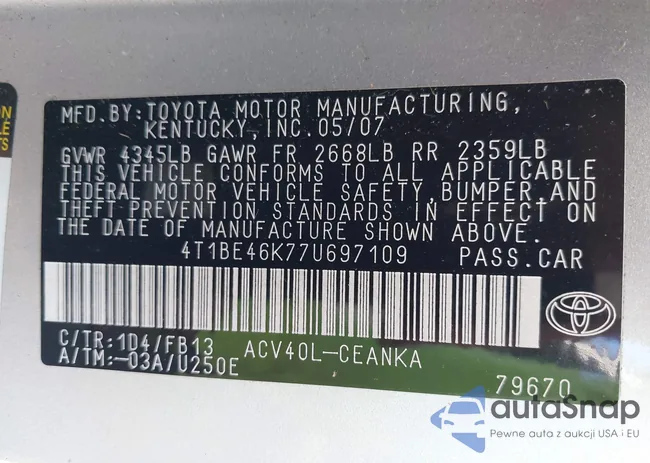 MFD.BY:TOYOTA MOTOR MANUFACTURING,
KENTUCKY-INC.05/07
GVWR 4345LB GAWR FR 2668LB RR 2359LB
THIS VEHICLE CONFORMS TO ALL APPLICABLE
FEDERAL MOTOR VEHICLE SAFETY,BUMPER,AND
THEFT PREVENTION STANDARDS IN EFFECT ON
THE DATE OF MANUFACTURE SHOWN ABOVE.
4T1BE46K77U697109 PASS.CAR
C/TR:1D4/FB13 ACV40L-CEANKA
A/TM:-03A/U250E
79670
autoSnap
Pewne auta z aukcji USA i EU